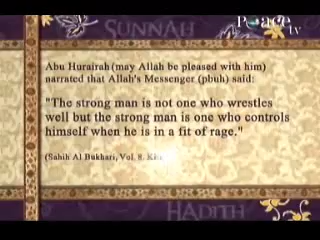 SUNNAH
Peace
tv
Abu Hurairah (may Allah be pleased with him)
narrated that Allah's Messenger (pbuh) said:
"The strong man is not one who wrestles
well but the strong man is one who controls
himself when he is in a fit of rage."
(Sahih Al Bukhari, Vol. 8.
HADITH